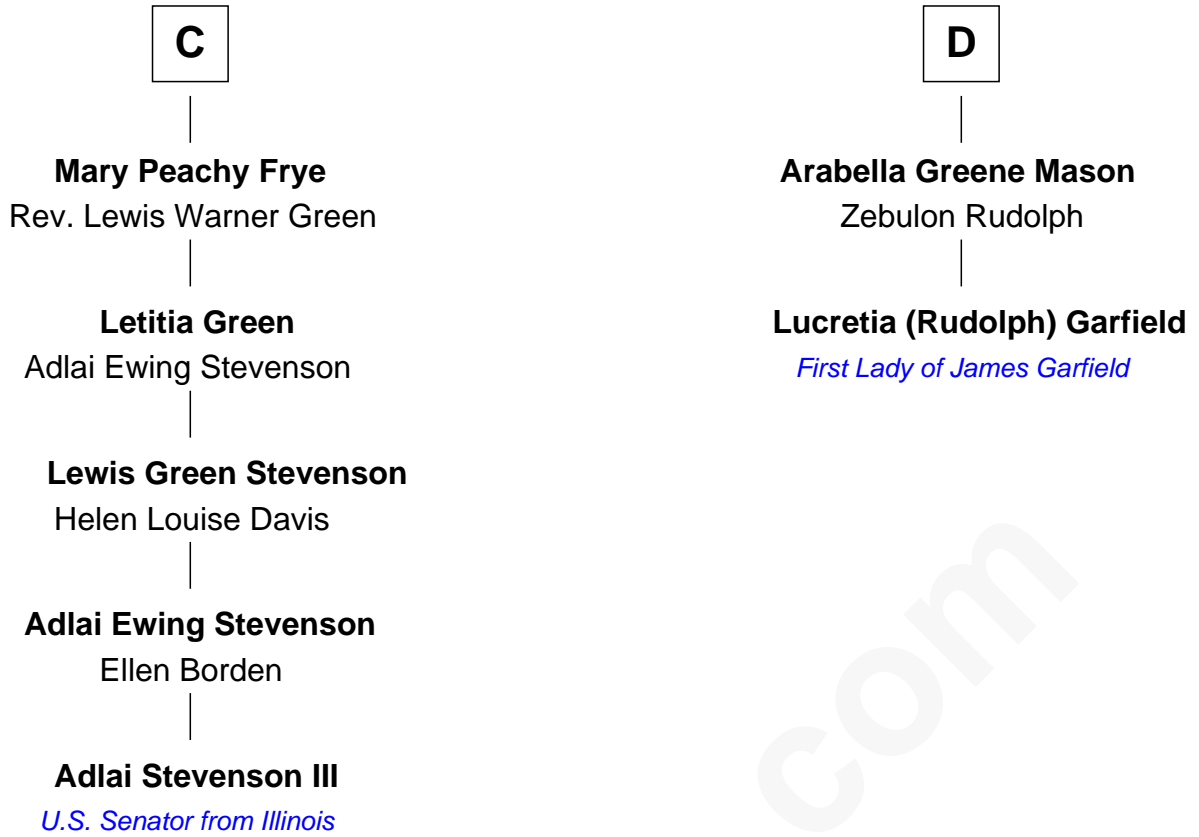 C
Mary Peachy Frye
Rev. Lewis Warner Green
Letitia Green
Adlai Ewing Stevenson
Lewis Green Stevenson
Helen Louise Davis
Adlai Ewing Stevenson
Ellen Borden
Adlai Stevenson III
U.S. Senator from Illinois
D
Arabella Greene Mason
Zebulon Rudolph
Lucretia (Rudolph) Garfield
First Lady of James Garfield
com